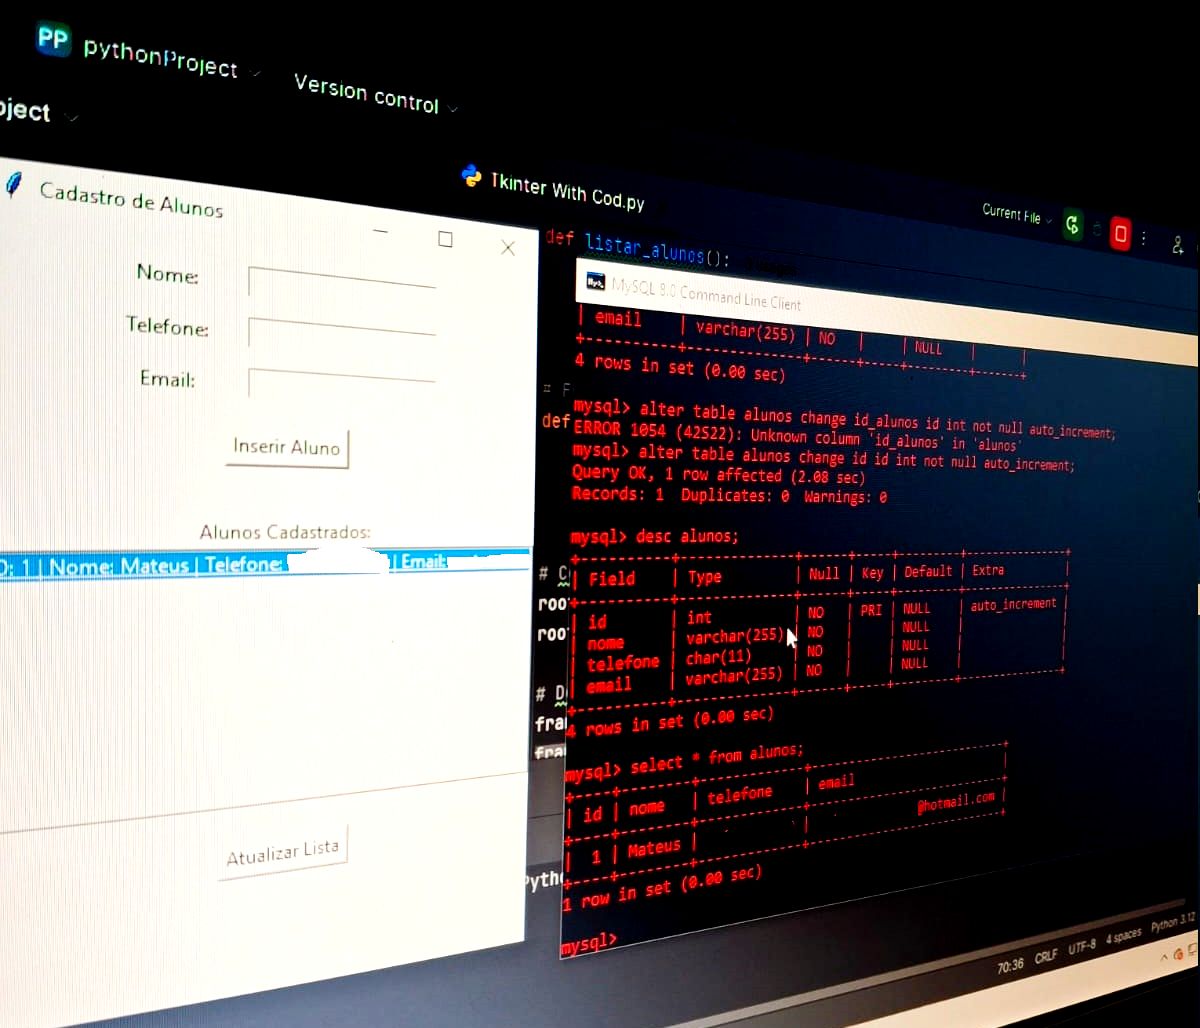 PP pythonProject
Version control
oject
Tkinter With Cod.py
Current File
Cadastro de Alunos
Nome:
Telefone:
Email:
Inserir Aluno
Alunos Cadastrados:
D: 1 | Nome: Mateus | Telefone: | Email:
Atualizar Lista
def listar_alunos():
# F
def
# C
roo
roo
# D
fra
fra
Pytho
MySQL 8.0 Command Line Client
| email | varchar(255) | NO | | NULL | |
+----------+--------------+------+-----+---------+-------+
4 rows in set (0.00 sec)
mysql> alter table alunos change id_alunos id int not null auto_increment;
ERROR 1054 (42S22): Unknown column 'id_alunos' in 'alunos'
mysql> alter table alunos change id id int not null auto_increment;
Query OK, 1 row affected (2.08 sec)
Records: 1 Duplicates: 0 Warnings: 0
mysql> desc alunos;
+----------+--------------+------+-----+---------+----------------+
| Field | Type | Null | Key | Default | Extra |
+----------+--------------+------+-----+---------+----------------+
| id | int | NO | PRI | NULL | auto_increment |
| nome | varchar(255) | NO | | NULL | |
| telefone | char(11) | NO | | NULL | |
| email | varchar(255) | NO | | NULL | |
+----------+--------------+------+-----+---------+----------------+
4 rows in set (0.00 sec)
mysql> select * from alunos;
| id | nome | telefone | email |
| 1 | Mateus | | @hotmail.com |
1 row in set (0.00 sec)
mysql>
70:36 CRLF UTF-8 4 spaces Python 3.12